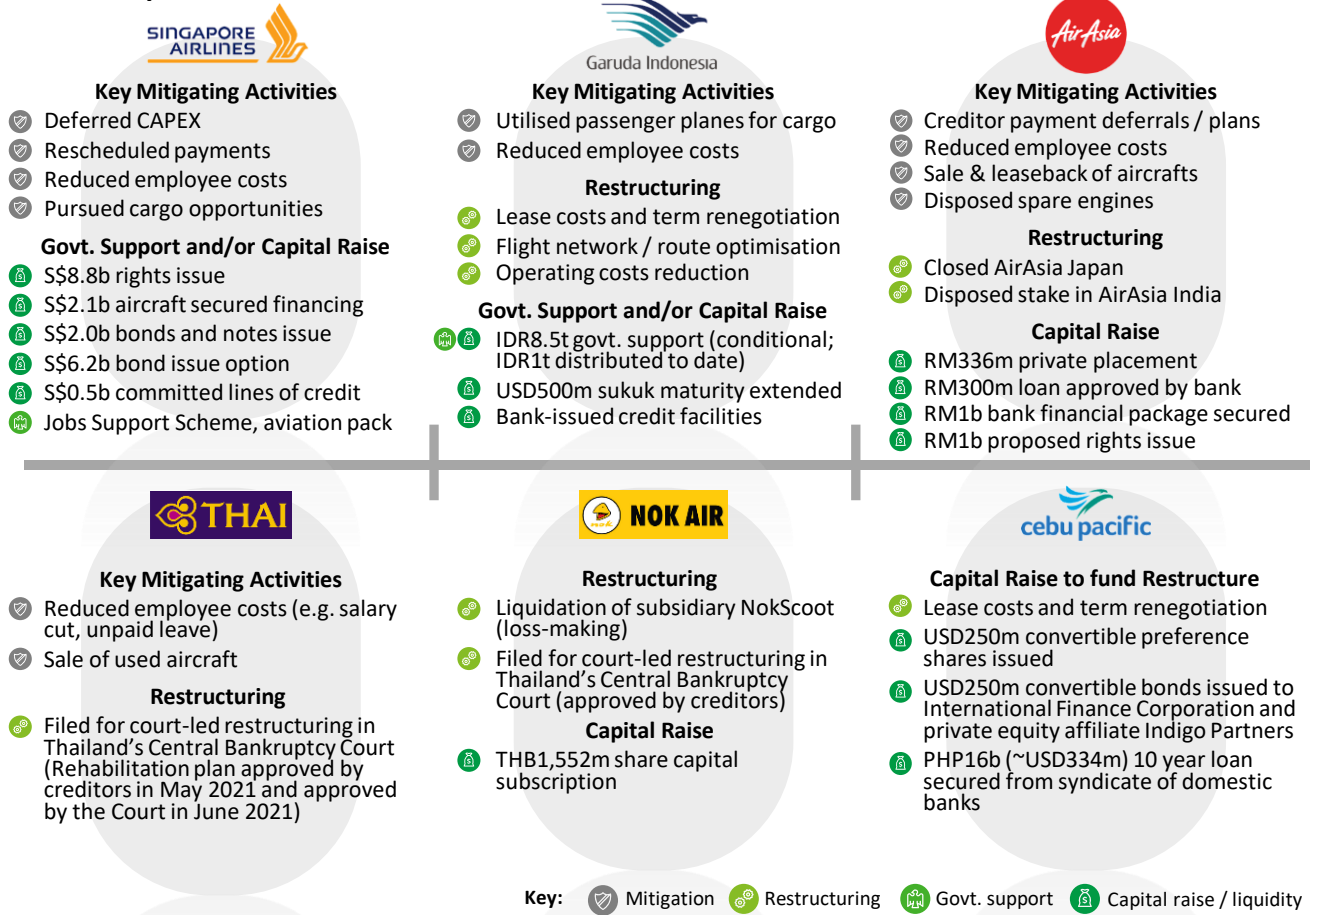 SINGAPORE
AIRLINES
Key Mitigating Activities
Deferred CAPEX
Rescheduled payments
Reduced employee costs
Pursued cargo opportunities
Govt. Support and/or Capital Raise
S$8.8b rights issue
S$2.1b aircraft secured financing
S$2.0b bonds and notes issue
S$6.2b bond issue option
S$0.5b committed lines of credit
Jobs Support Scheme, aviation pack
Garuda Indonesia
Key Mitigating Activities
Utilised passenger planes for cargo
Reduced employee costs
Restructuring
Lease costs and term renegotiation
Flight network / route optimisation
Operating costs reduction
Govt. Support and/or Capital Raise
IDR8.5t govt. support (conditional;
IDR1t distributed to date)
USD500m sukuk maturity extended
Bank-issued credit facilities
AirAsia
Key Mitigating Activities
Creditor payment deferrals / plans
Reduced employee costs
Sale & leaseback of aircrafts
Disposed spare engines
Restructuring
Closed AirAsia Japan
Disposed stake in AirAsia India
Capital Raise
RM336m private placement
RM300m loan approved by bank
RM1b bank financial package secured
RM1b proposed rights issue
THAI
Key Mitigating Activities
Reduced employee costs (e.g. salary
cut, unpaid leave)
Sale of used aircraft
Restructuring
Filed for court-led restructuring in
Thailand's Central Bankruptcy Court
(Rehabilitation plan approved by
creditors in May 2021 and approved
by the Court in June 2021)
nok
NOK AIR
Restructuring
Liquidation of subsidiary NokScoot
(loss-making)
Filed for court-led restructuring in
Thailand's Central Bankruptcy
Court (approved by creditors)
Capital Raise
THB1,552m share capital
subscription
cebu pacific
Capital Raise to fund Restructure
Lease costs and term renegotiation
USD250m convertible preference
shares issued
USD250m convertible bonds issued to
International Finance Corporation and
private equity affiliate Indigo Partners
PHP16b (~USD334m) 10 year loan
secured from syndicate of domestic
banks
Key: Mitigation Restructuring Govt. support Capital raise / liquidity